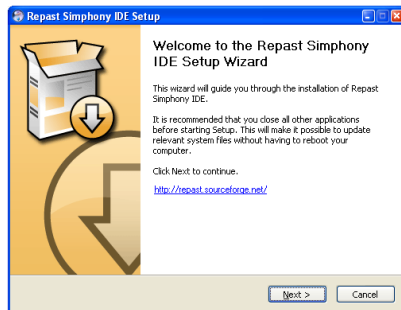 Repast Simphony IDE Setup
Welcome to the Repast Simphony
IDE Setup Wizard
This wizard will guide you through the installation of Repast
Simphony IDE.
It is recommended that you close all other applications
before starting Setup. This will make it possible to update
relevant system files without having to reboot your
computer.
Click Next to continue.
http://repast.sourceforge.net/
Next > Cancel